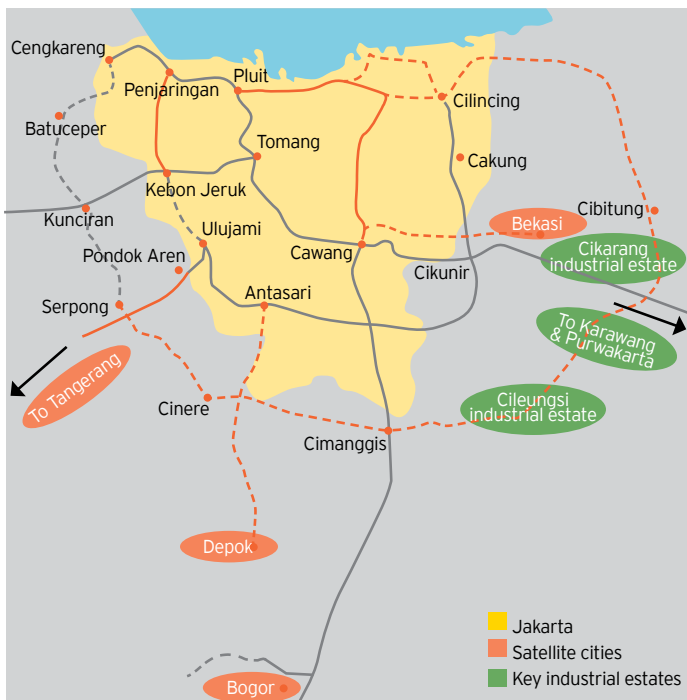 Cengkareng
Penjaringan
Pluit
Cilincing
Batuceper
Tomang
Cakung
Kebon Jeruk
Kunciran
Cibitung
Ulujami
Bekasi
Pondok Aren
Cawang
Cikunir
Cikarang
industrial estate
Serpong
Antasari
To Karawang
& Purwakarta
To Tangerang
Cinere
Cileungsi
industrial estate
Cimanggis
Depok
Jakarta
Satellite cities
Key industrial estates
Bogor